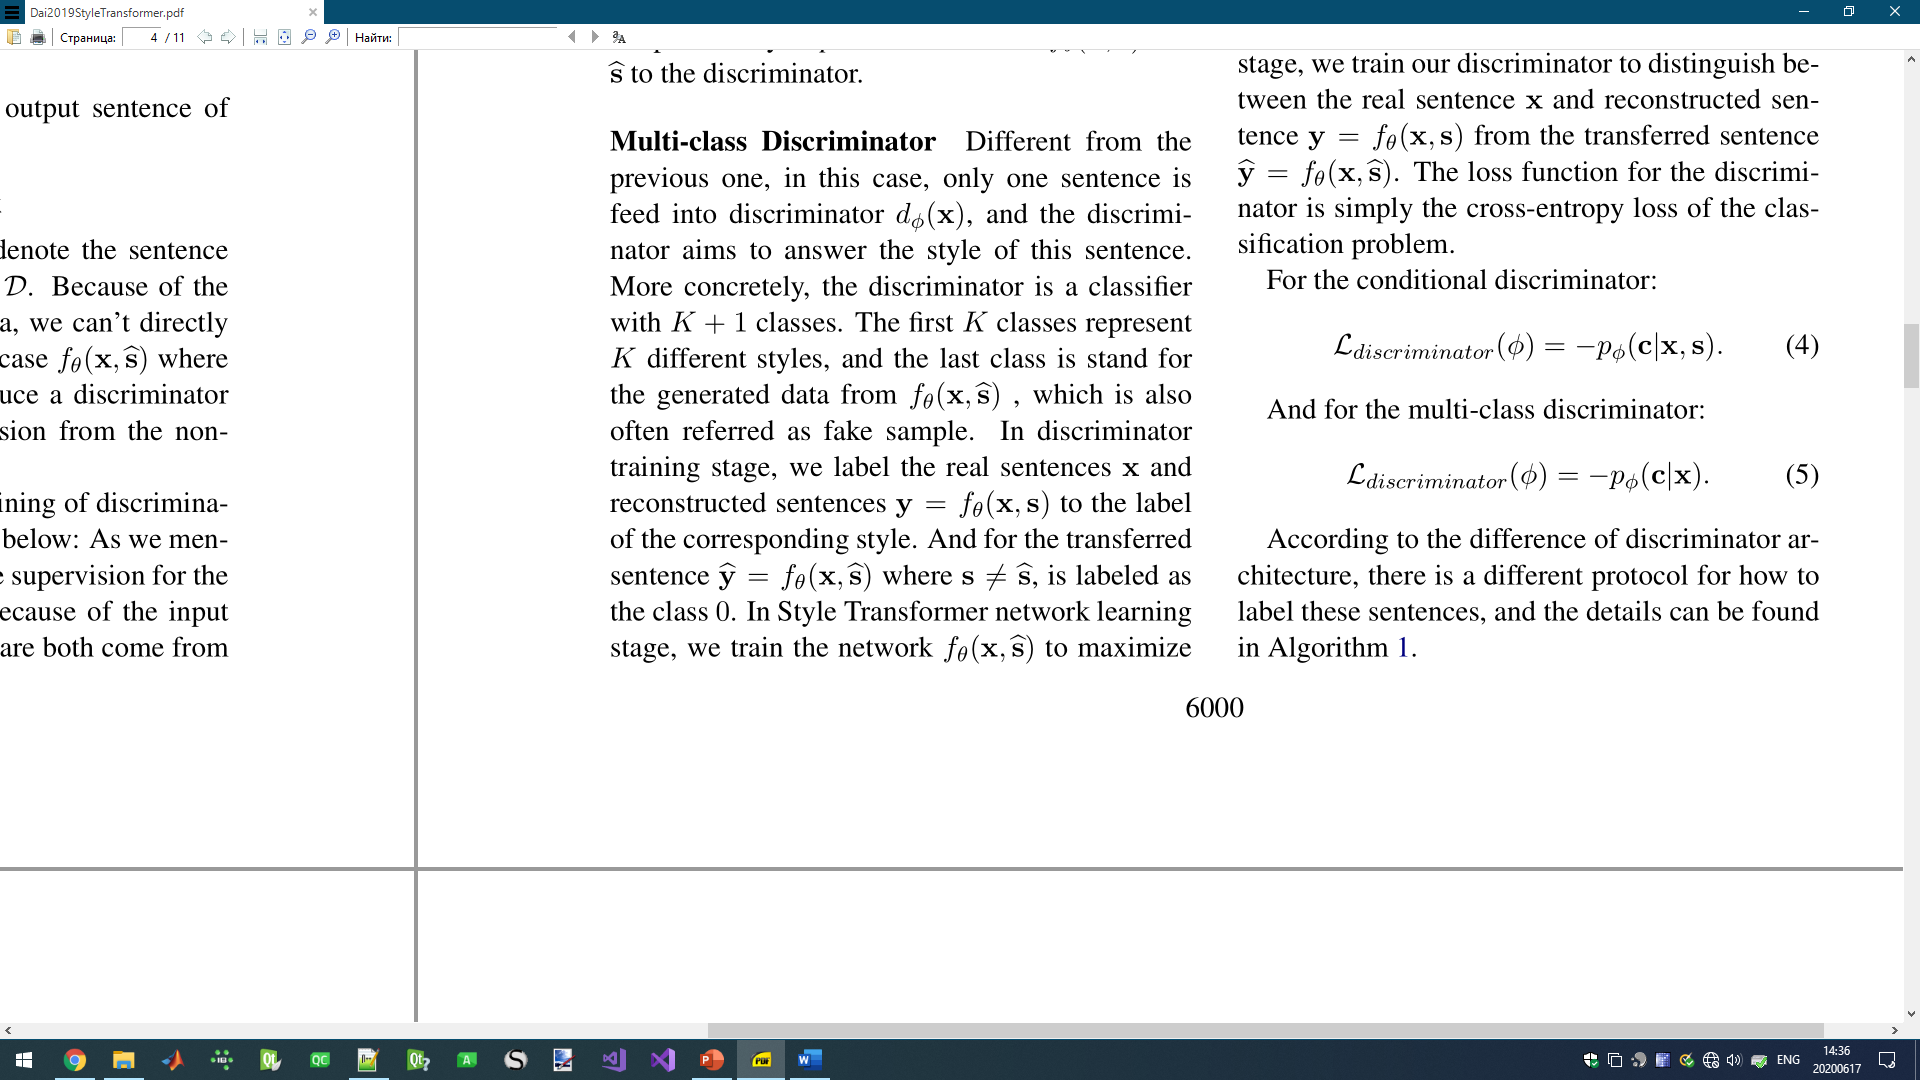 Dai2019StyleTransformer.pdf
Страница: 4 / 11 Найти:
output sentence of
denote the sentence
𝒟. Because of the
a, we can't directly
case fθ(x, ŝ) where
uce a discriminator
sion from the non-
ining of discrimina-
below: As we men-
e supervision for the
ecause of the input
are both come from
ŝ to the discriminator.
Multi-class Discriminator Different from the
previous one, in this case, only one sentence is
feed into discriminator dϕ(x), and the discrimi-
nator aims to answer the style of this sentence.
More concretely, the discriminator is a classifier
with K + 1 classes. The first K classes represent
K different styles, and the last class is stand for
the generated data from fθ(x, ŝ) , which is also
often referred as fake sample. In discriminator
training stage, we label the real sentences x and
reconstructed sentences y = fθ(x, s) to the label
of the corresponding style. And for the transferred
sentence ŷ = fθ(x, ŝ) where s ≠ ŝ, is labeled as
the class 0. In Style Transformer network learning
stage, we train the network fθ(x, ŝ) to maximize
stage, we train our discriminator to distinguish be-
tween the real sentence x and reconstructed sen-
tence y = fθ(x, s) from the transferred sentence
ŷ = fθ(x, ŝ). The loss function for the discrimi-
nator is simply the cross-entropy loss of the clas-
sification problem.
For the conditional discriminator:
ℒdiscriminator(ϕ) = −pϕ(c|x, s). (4)
And for the multi-class discriminator:
ℒdiscriminator(ϕ) = −pϕ(c|x). (5)
According to the difference of discriminator ar-
chitecture, there is a different protocol for how to
label these sentences, and the details can be found
in Algorithm 1.
6000
ENG
14:36
20200617